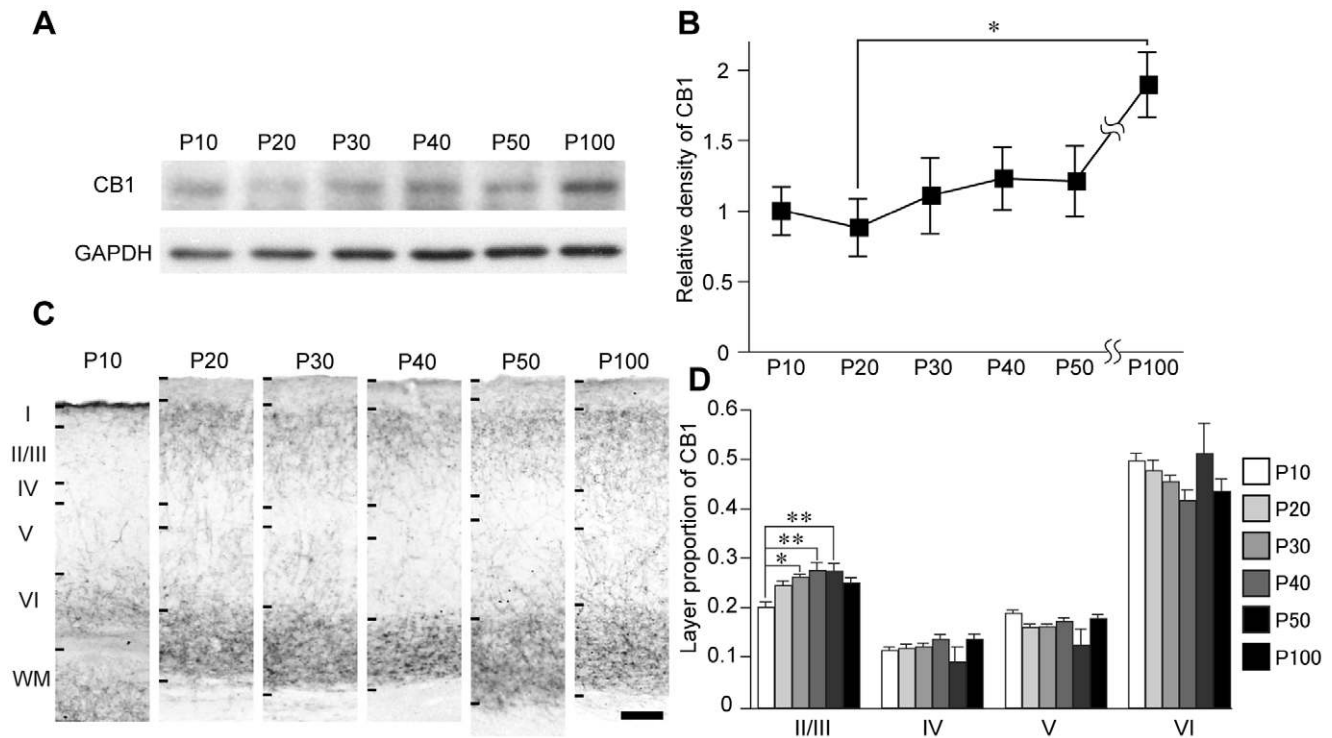 A
P10 P20 P30 P40 P50 P100
CB1
GAPDH
B
*
Relative density of CB1
2
1.5
1
0.5
0
P10 P20 P30 P40 P50 P100
C
P10 P20 P30 P40 P50 P100
I
II/III
IV
V
VI
WM
D
Layer proportion of CB1
0.6
0.5
0.4
0.3
0.2
0.1
0
**
**
*
II/III IV V VI
P10
P20
P30
P40
P50
P100